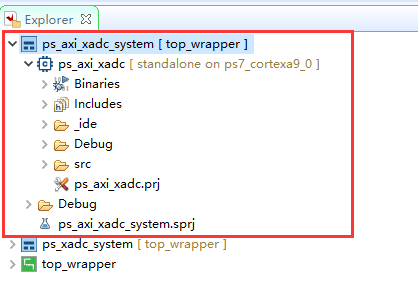 Explorer
ps_axi_xadc_system [ top_wrapper ]
ps_axi_xadc [ standalone on ps7_cortexa9_0 ]
Binaries
Includes
_ide
Debug
src
ps_axi_xadc.prj
Debug
ps_axi_xadc_system.sprj
ps_xadc_system [ top_wrapper ]
top_wrapper